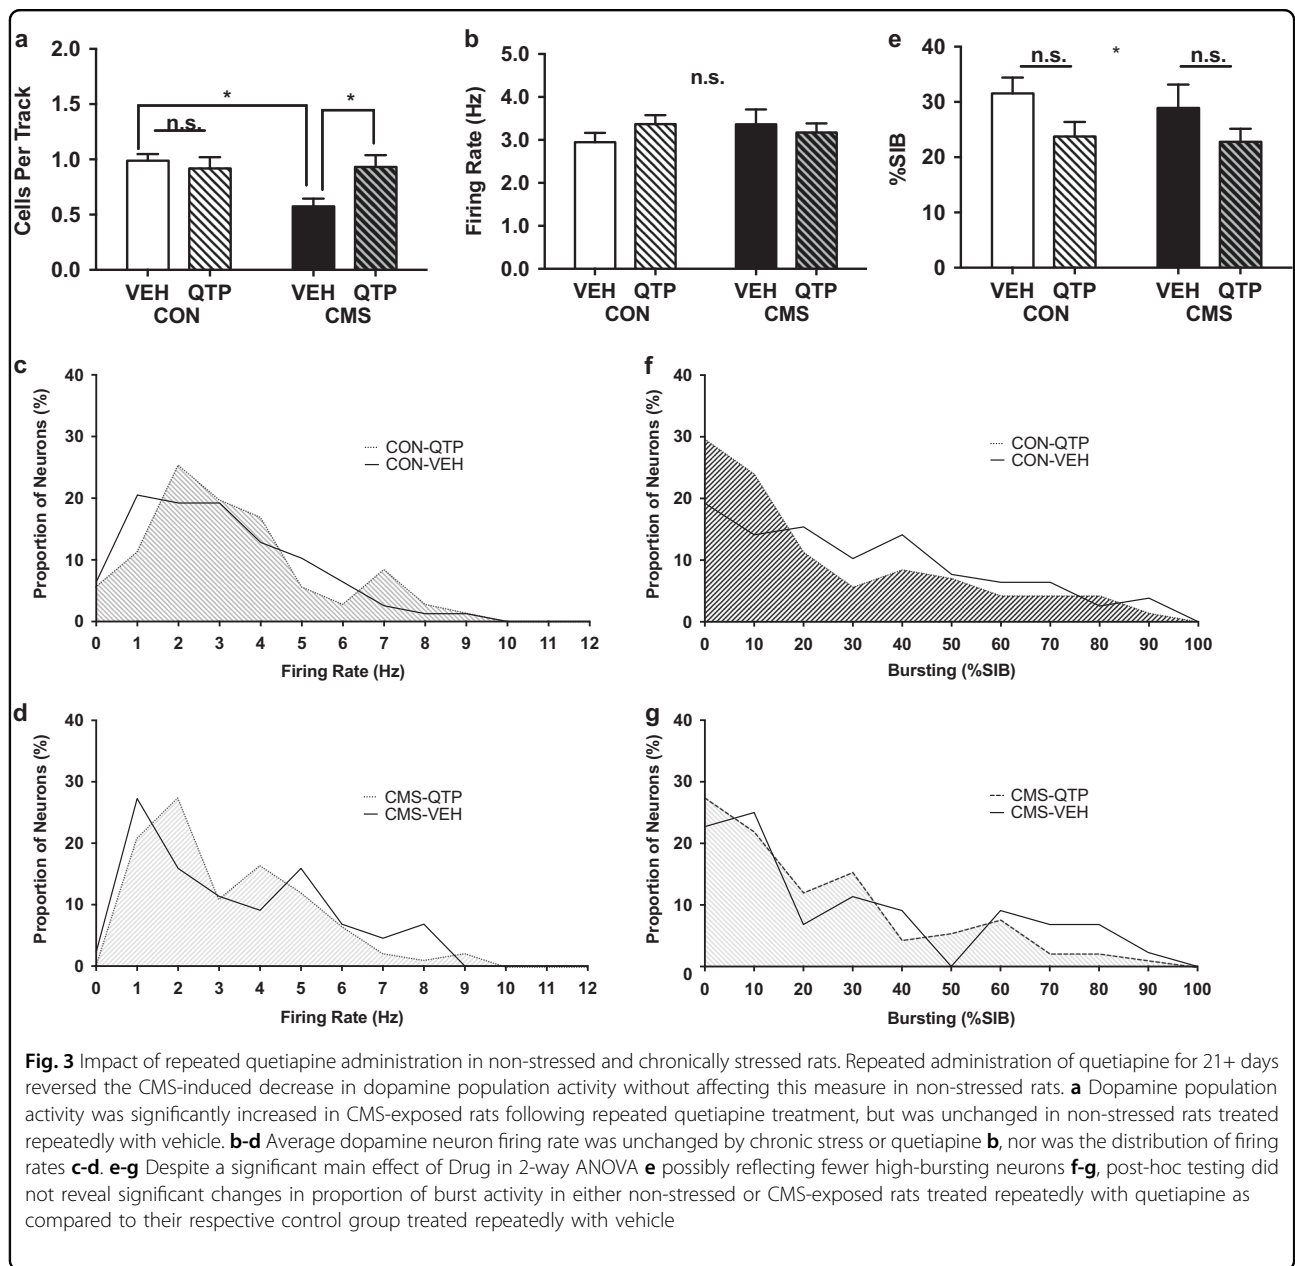 a
2.0
1.5
1.0
0.5
0.0
Cells Per Track
*
*
n.s.
VEH QTP VEH QTP
CON CMS
b
5.0
4.0
3.0
2.0
1.0
0.0
Firing Rate (Hz)
n.s.
VEH QTP VEH QTP
CON CMS
e
40
30
20
10
0
%SIB
n.s. * n.s.
VEH QTP VEH QTP
CON CMS
c
40
30
20
10
0
Proportion of Neurons (%)
CON-QTP
CON-VEH
0 1 2 3 4 5 6 7 8 9 10 11 12
Firing Rate (Hz)
f
40
30
20
10
0
Proportion of Neurons (%)
CON-QTP
CON-VEH
0 10 20 30 40 50 60 70 80 90 100
Bursting (%SIB)
d
40
30
20
10
0
Proportion of Neurons (%)
CMS-QTP
CMS-VEH
0 1 2 3 4 5 6 7 8 9 10 11 12
Firing Rate (Hz)
g
40
30
20
10
0
Proportion of Neurons (%)
CMS-QTP
CMS-VEH
0 10 20 30 40 50 60 70 80 90 100
Bursting (%SIB)
Fig. 3 Impact of repeated quetiapine administration in non-stressed and chronically stressed rats. Repeated administration of quetiapine for 21+ days
reversed the CMS-induced decrease in dopamine population activity without affecting this measure in non-stressed rats. a Dopamine population
activity was significantly increased in CMS-exposed rats following repeated quetiapine treatment, but was unchanged in non-stressed rats treated
repeatedly with vehicle. b-d Average dopamine neuron firing rate was unchanged by chronic stress or quetiapine b, nor was the distribution of firing
rates c-d. e-g Despite a significant main effect of Drug in 2-way ANOVA e possibly reflecting fewer high-bursting neurons f-g, post-hoc testing did
not reveal significant changes in proportion of burst activity in either non-stressed or CMS-exposed rats treated repeatedly with quetiapine as
compared to their respective control group treated repeatedly with vehicle